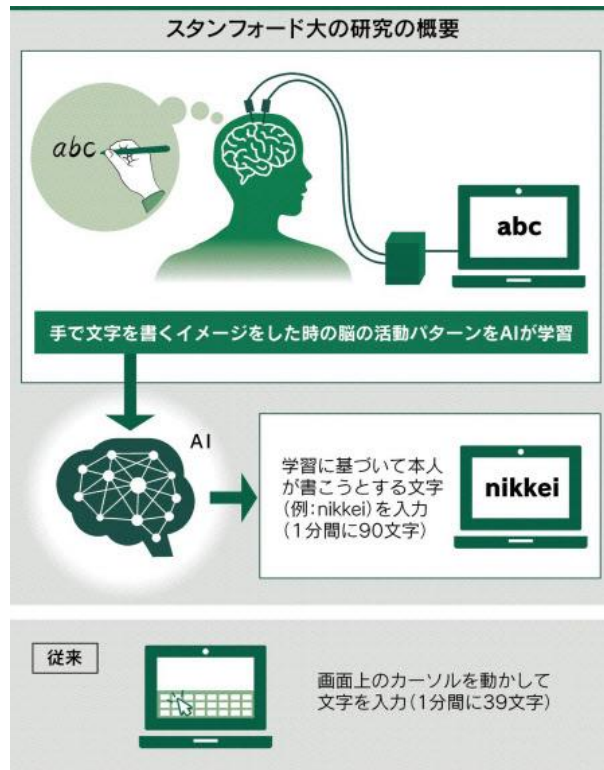 スタンフォード大の研究の概要
abc
abc
手で文字を書くイメージをした時の脳の活動パターンをAIが学習
AI
学習に基づいて本人
が書こうとする文字
(例:nikkei)を入力
(1分間に90文字)
nikkei
従来
画面上のカーソルを動かして
文字を入力(1分間に39文字)